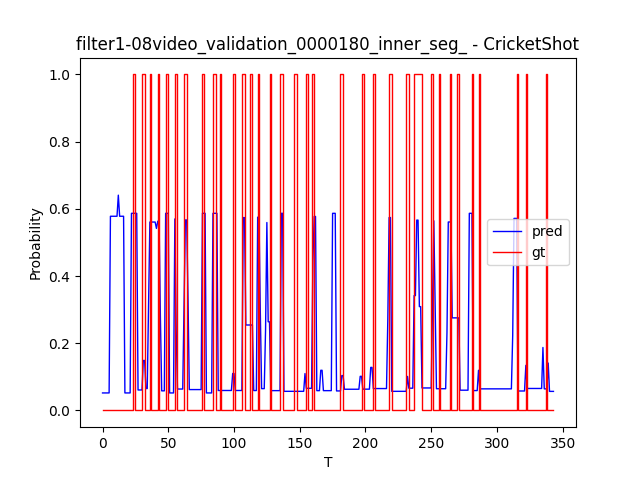 filter1-08video_validation_0000180_inner_seg_ - CricketShot
1.0
0.8
0.6
0.4
0.2
0.0
Probability
pred
gt
0 50 100 150 200 250 300 350
T